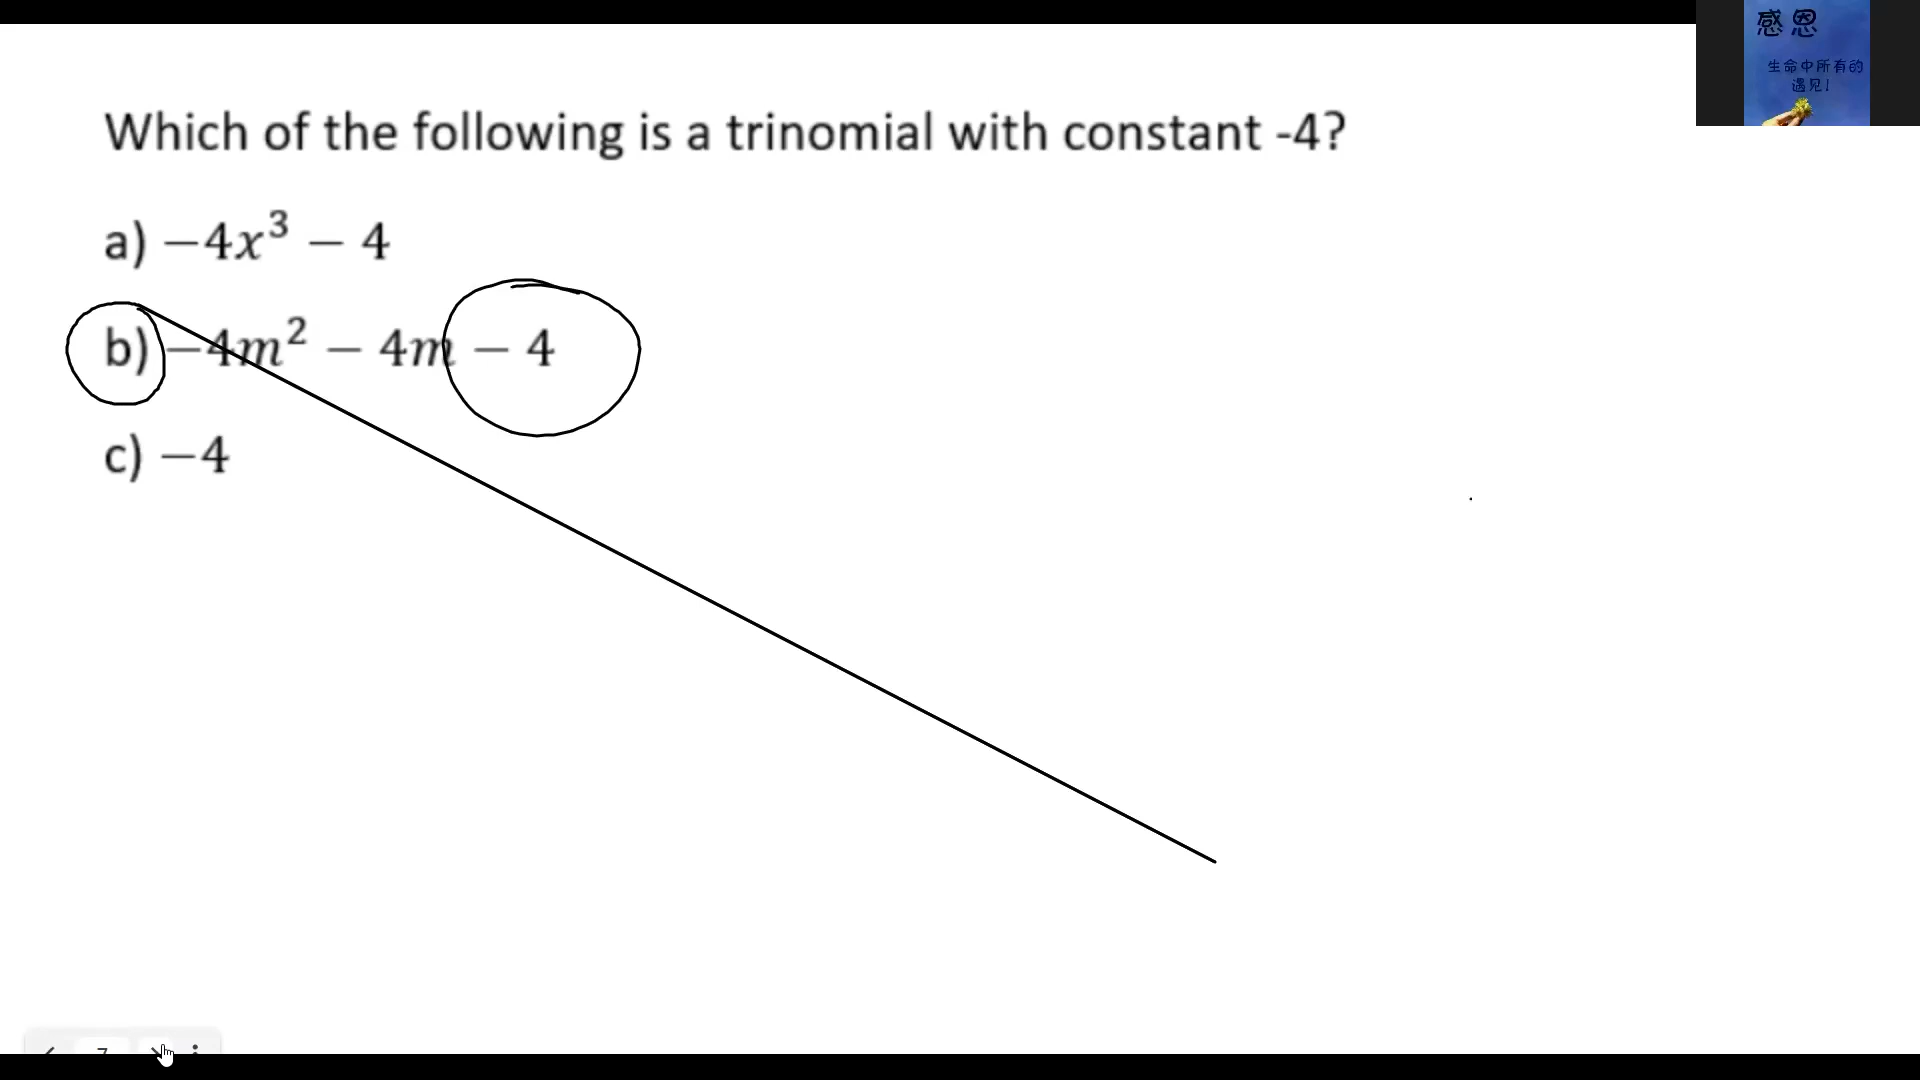 感恩
生命中所有的
遇见!
Which of the following is a trinomial with constant -4?
a) −4x³ − 4
b) −4m² − 4m − 4
c) −4